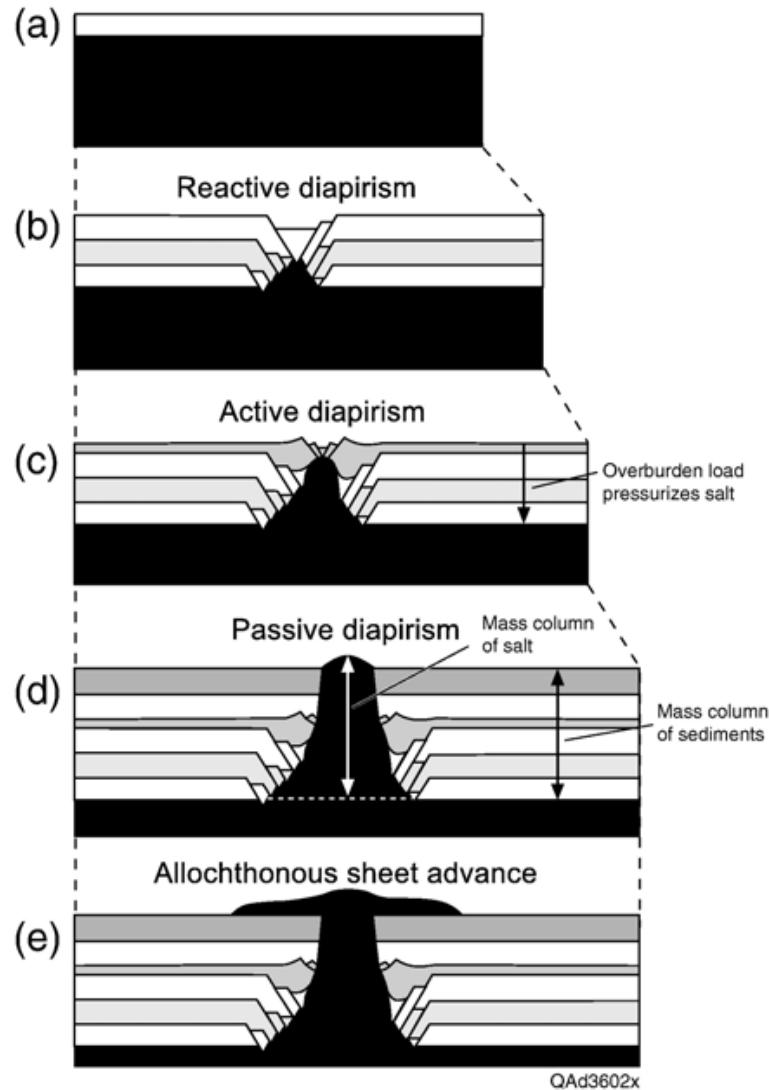 (a)
Reactive diapirism
(b)
Active diapirism
(c)
Overburden load
pressurizes salt
Passive diapirism
Mass column
of salt
(d)
Mass column
of sediments
Allochthonous sheet advance
(e)
QAd3602x